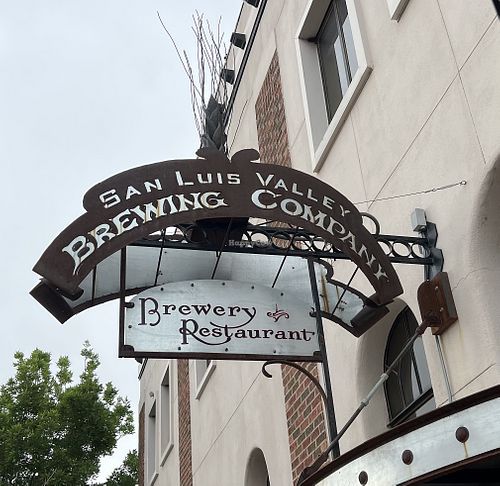 San Luis Valley
Brewing Company
Brewery
Restaurant